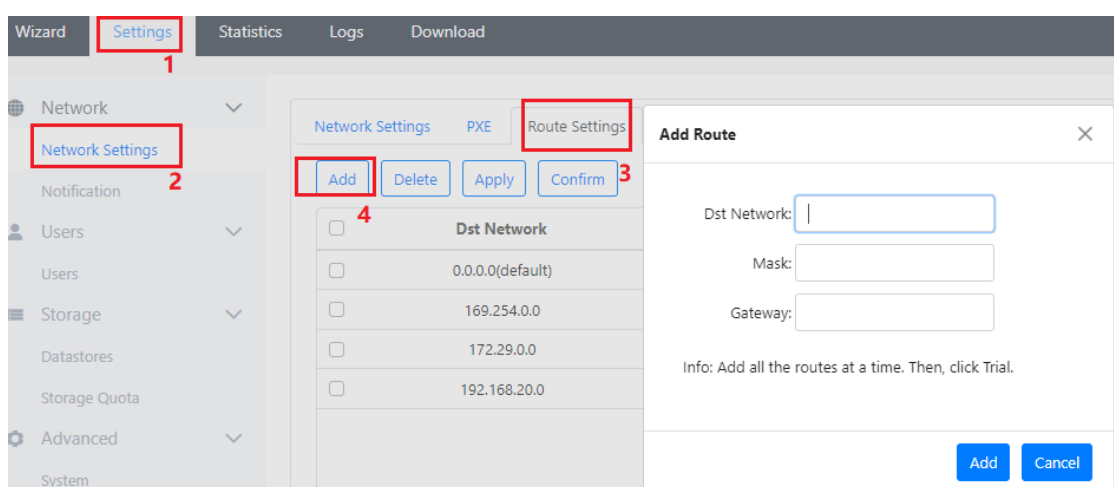 Wizard Settings Statistics Logs Download
1
Network
Network Settings
2
Notification
Users
Users
Storage
Datastores
Storage Quota
Advanced
System
Network Settings PXE Route Settings
3
Add Delete Apply Confirm
4
Dst Network
0.0.0.0(default)
169.254.0.0
172.29.0.0
192.168.20.0
Add Route
Dst Network:
Mask:
Gateway:
Info: Add all the routes at a time. Then, click Trial.
Add Cancel